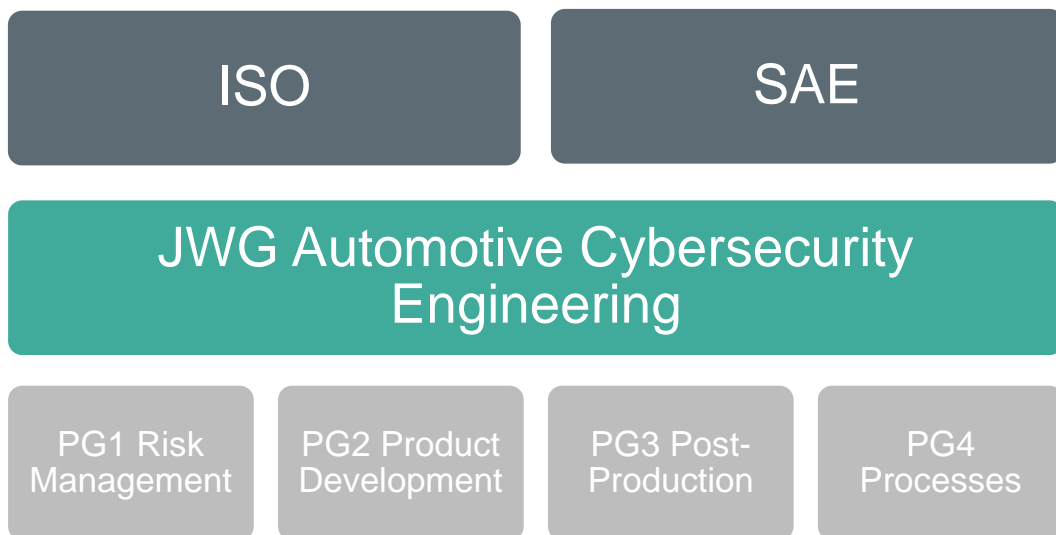 ISO
SAE
JWG Automotive Cybersecurity
Engineering
PG1 Risk
Management
PG2 Product
Development
PG3 Post-
Production
PG4
Processes